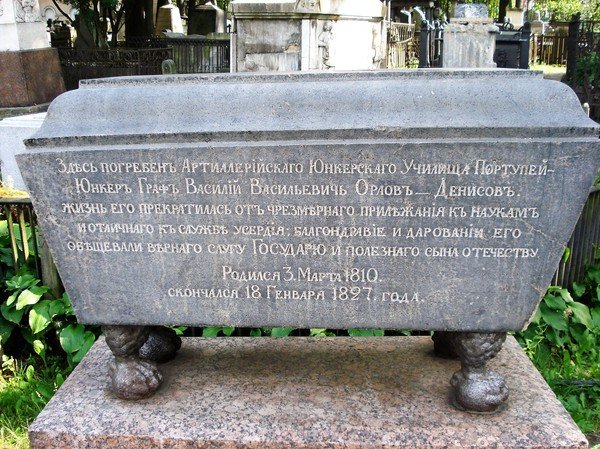 Здѣсь погребенъ Артиллерійскаго Юнкерскаго Училища Портупей-
Юнкеръ Графъ Василій Васильевичь Орловъ—Денисовъ.
жизнь его прекратилась отъ чрезмѣрнаго прилѣжанія къ наукамъ
и отличнаго къ службѣ усердія; благонравіе и дарованіи его
обѣщевали вѣрнаго слугу ГОСУДАРЮ и полезнаго сына отечеству
Родился 3. Марта 1810.
скончался 18 Генваря 1827. года.